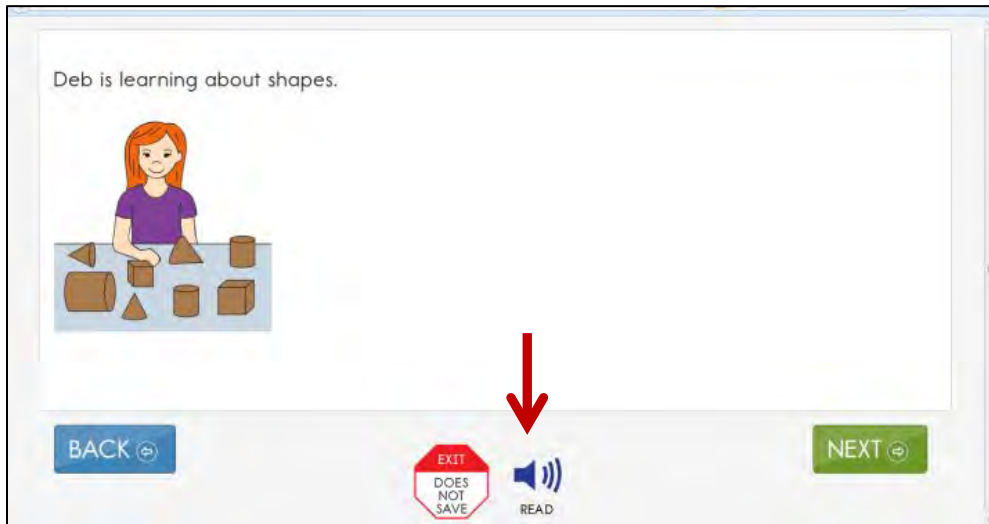 Deb is learning about shapes.
BACK
EXIT
DOES
NOT
SAVE
READ
NEXT